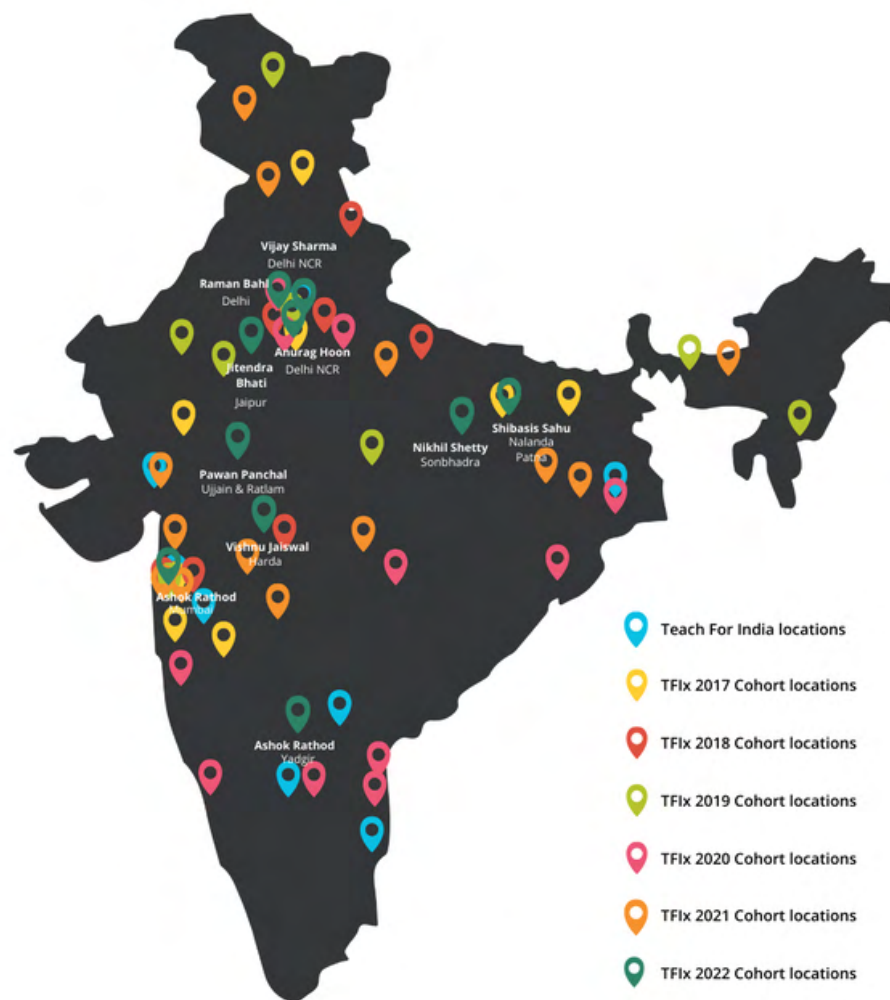 Vijay Sharma
Delhi NCR
Raman Bahl
Delhi
Anurag Hoon
Delhi NCR
Jitendra
Bhati
Jaipur
Shibasis Sahu
Nalanda
Patna
Nikhil Shetty
Sonbhadra
Pawan Panchal
Ujjain & Ratlam
Vishnu Jaiswal
Harda
Ashok Rathod
Mumbai
Ashok Rathod
Yadgir
Teach For India locations
TFIx 2017 Cohort locations
TFIx 2018 Cohort locations
TFIx 2019 Cohort locations
TFIx 2020 Cohort locations
TFIx 2021 Cohort locations
TFIx 2022 Cohort locations